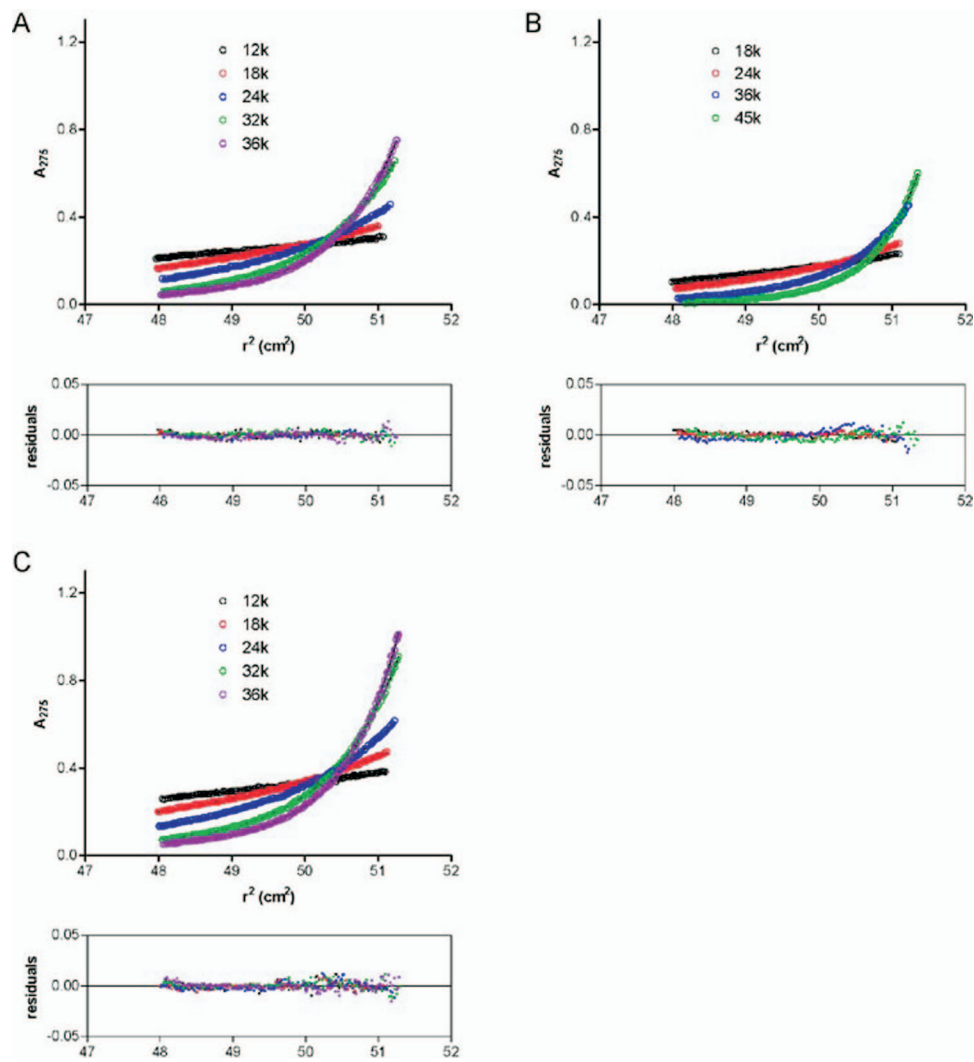 A
1.2
0.8
0.4
0.0
A275
12k
18k
24k
32k
36k
47 48 49 50 51 52
r² (cm²)
0.05
0.00
-0.05
residuals
47 48 49 50 51 52
B
1.2
0.8
0.4
0.0
A275
18k
24k
36k
45k
47 48 49 50 51 52
r² (cm²)
0.05
0.00
-0.05
residuals
47 48 49 50 51 52
C
1.2
0.8
0.4
0.0
A275
12k
18k
24k
32k
36k
47 48 49 50 51 52
r² (cm²)
0.05
0.00
-0.05
residuals
47 48 49 50 51 52